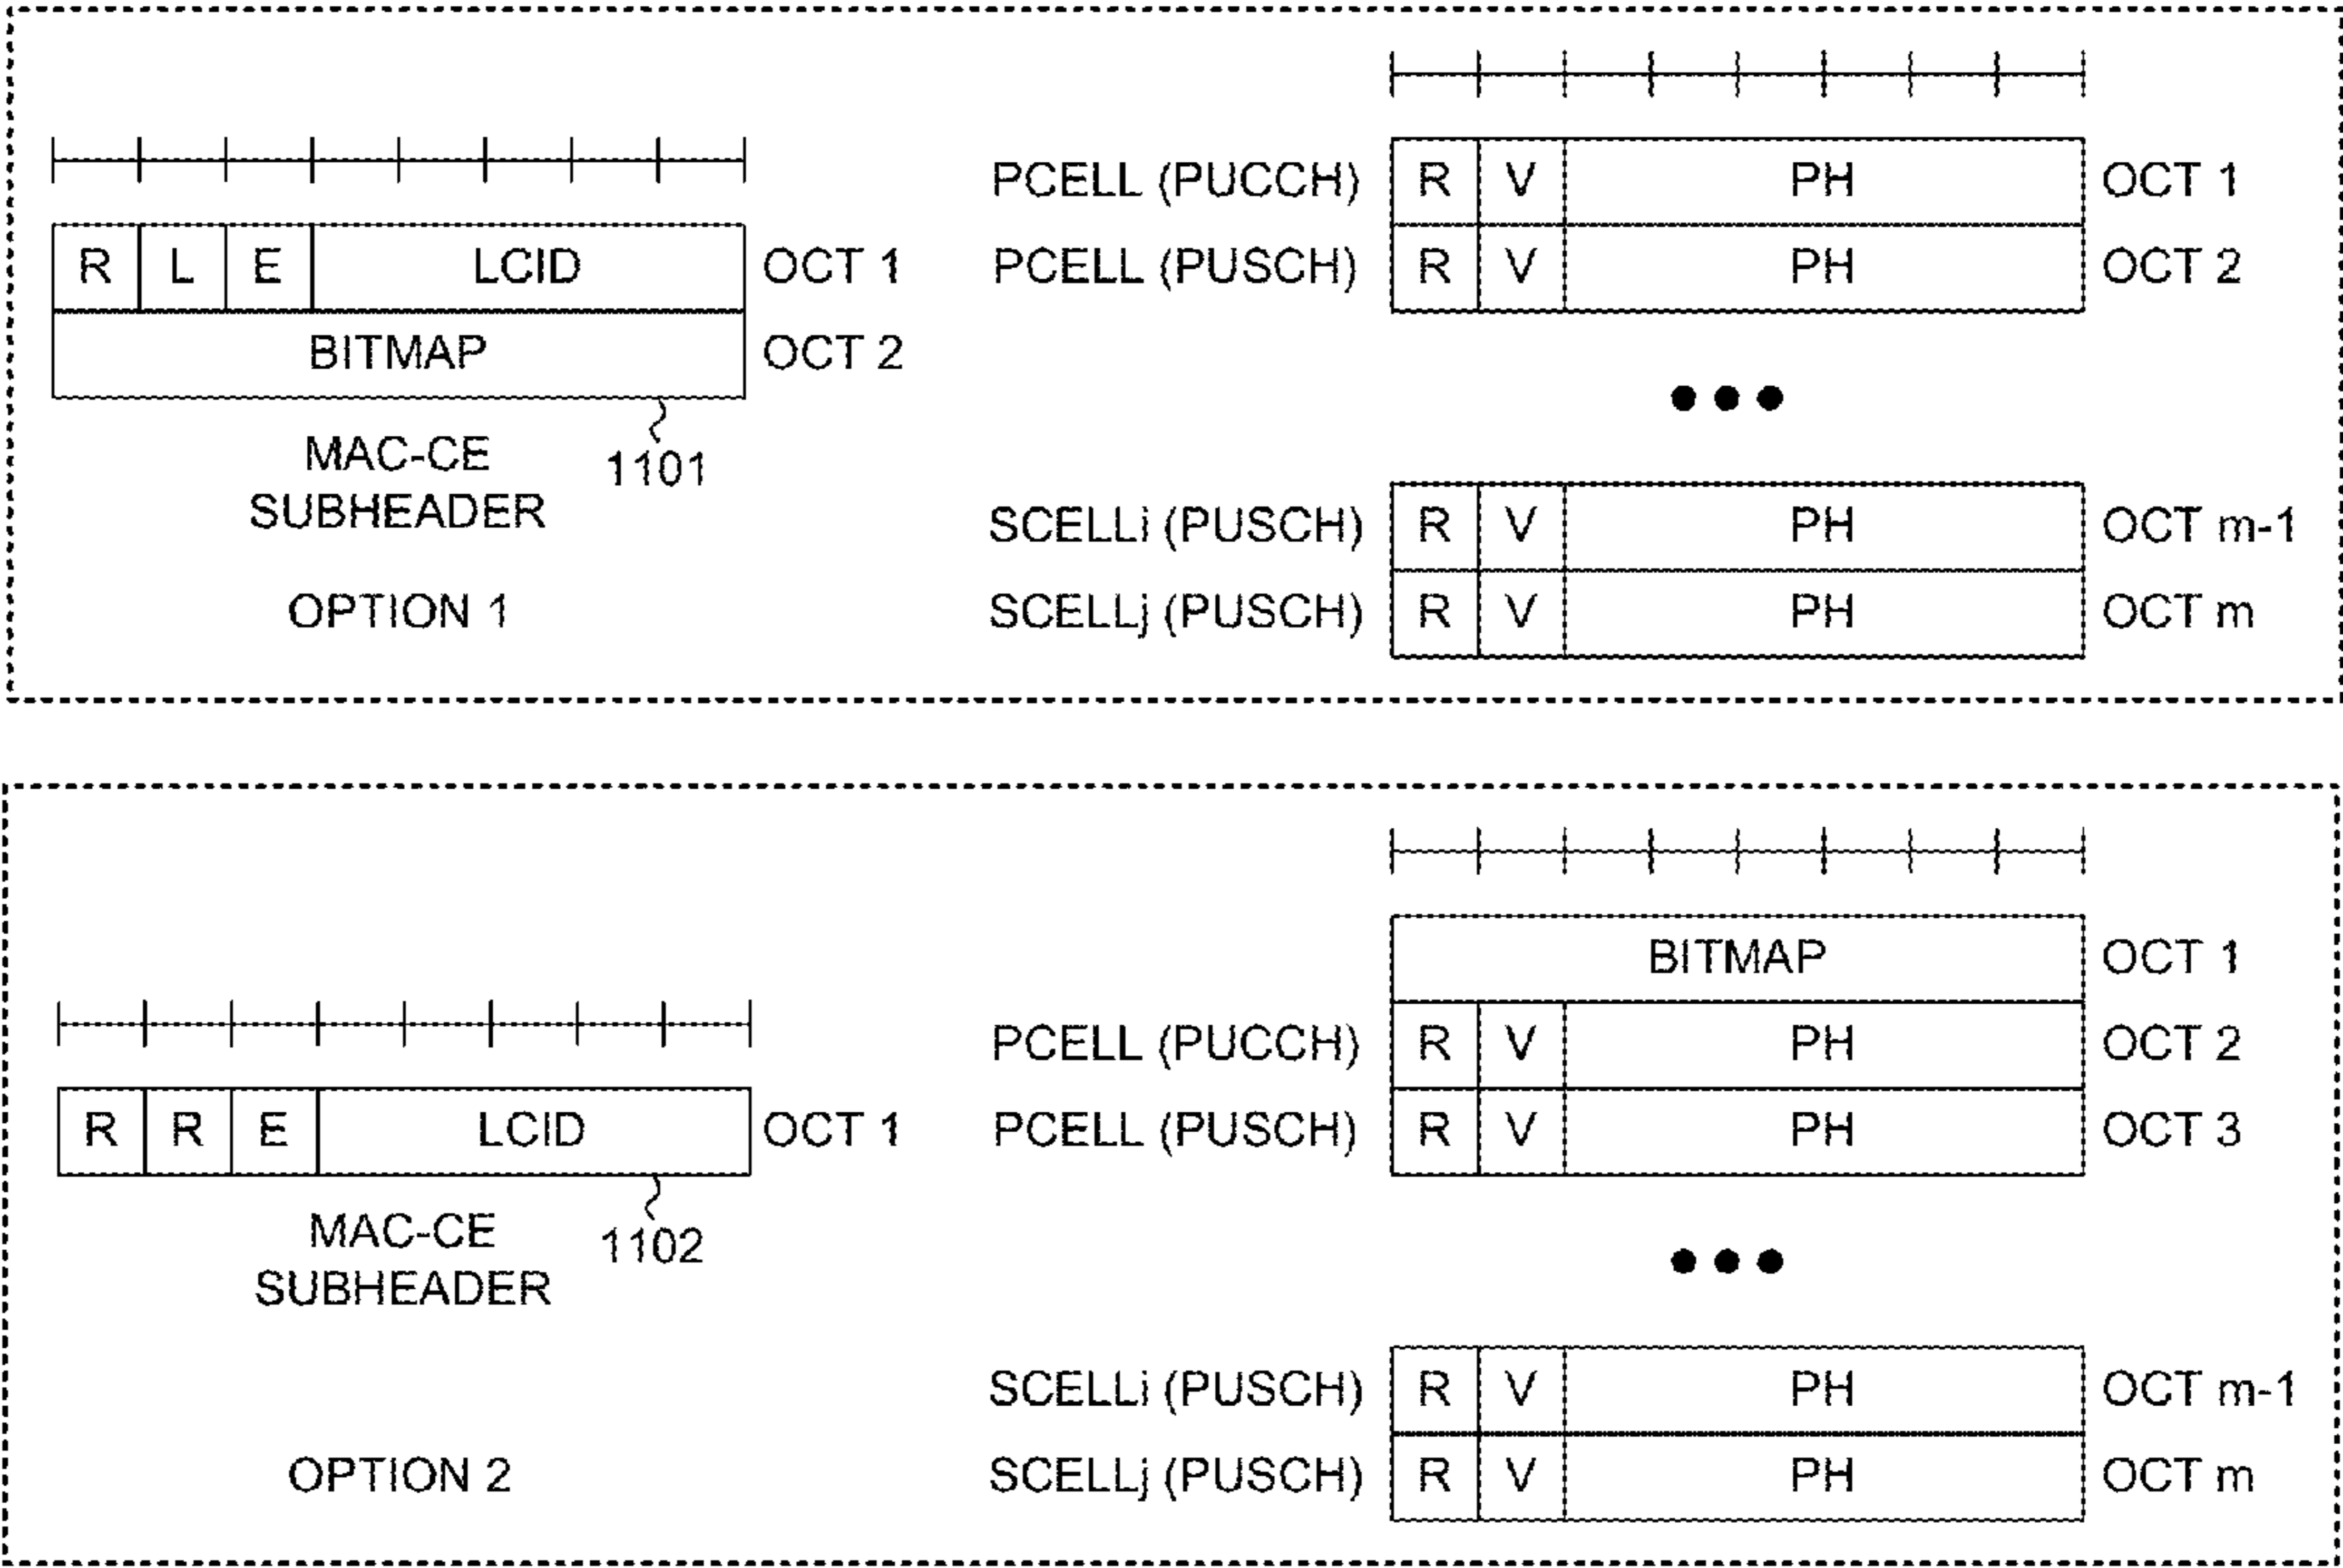 R L E LCID OCT 1
BITMAP OCT 2
MAC-CE
SUBHEADER
1101
OPTION 1
PCELL (PUCCH) R V PH OCT 1
PCELL (PUSCH) R V PH OCT 2
SCELLi (PUSCH) R V PH OCT m-1
SCELLj (PUSCH) R V PH OCT m
R R E LCID OCT 1
MAC-CE
SUBHEADER
1102
OPTION 2
BITMAP OCT 1
PCELL (PUCCH) R V PH OCT 2
PCELL (PUSCH) R V PH OCT 3
SCELLi (PUSCH) R V PH OCT m-1
SCELLj (PUSCH) R V PH OCT m